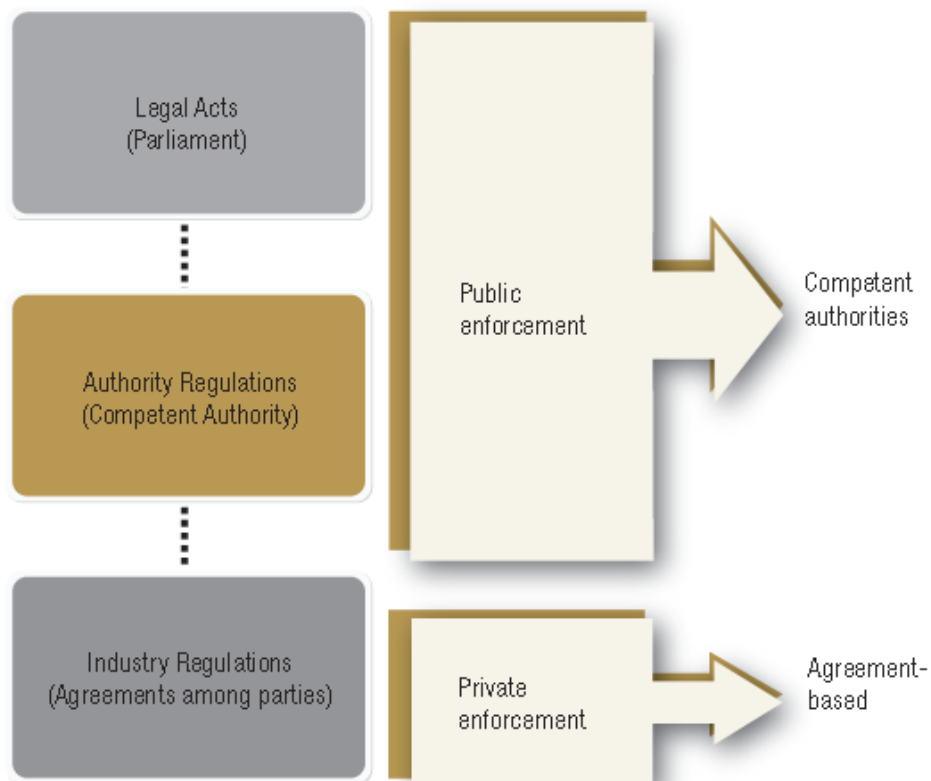 Legal Acts
(Parliament)
Authority Regulations
(Competent Authority)
Industry Regulations
(Agreements among parties)
Public
enforcement
Private
enforcement
Competent
authorities
Agreement-
based